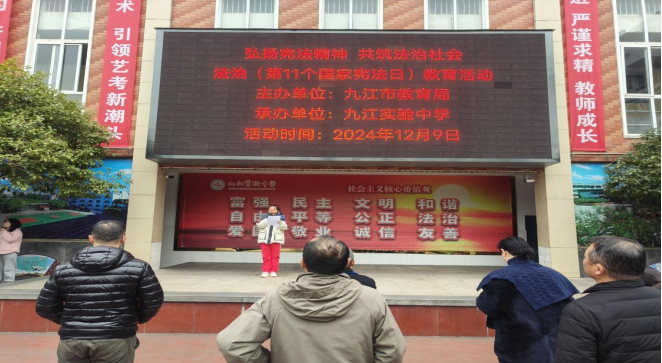 弘扬宪法精神 共筑法治社会
法治（第11个国家宪法日）教育活动
主办单位：九江市教育局
承办单位：九江实验中学
活动时间：2024年12月9日
术 引领艺考新潮头
严谨求精 教师成长
社会主义核心价值观
富强 民主 文明 和谐
自由 平等 公正 法治
爱国 敬业 诚信 友善